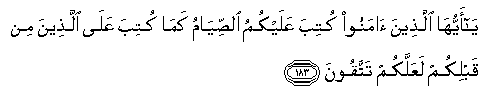 يَـٰٓأَيُّهَا ٱلَّذِينَ ءَامَنُوا۟ كُتِبَ عَلَيْكُمُ ٱلصِّيَامُ كَمَا كُتِبَ عَلَى ٱلَّذِينَ مِن
قَبْلِكُمْ لَعَلَّكُمْ تَتَّقُونَ ١٨٣